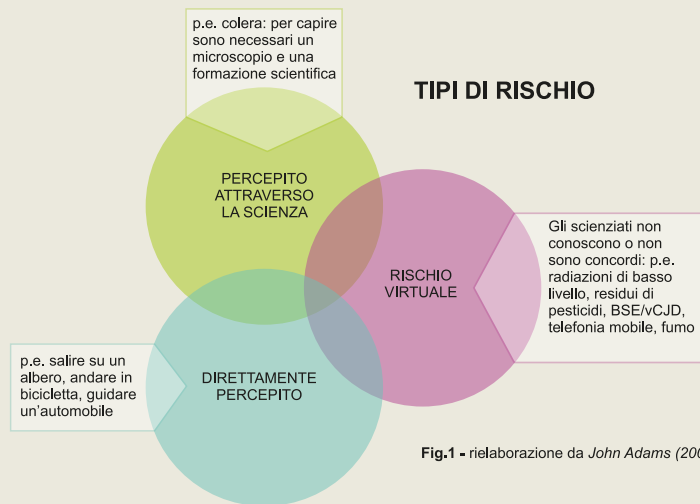 p.e. colera: per capire
sono necessari un
microscopio e una
formazione scientifica
TIPI DI RISCHIO
PERCEPITO
ATTRAVERSO
LA SCIENZA
Gli scienziati non
conoscono o non
sono concordi: p.e.
radiazioni di basso
livello, residui di
pesticidi, BSE/vCJD,
telefonia mobile, fumo
RISCHIO
VIRTUALE
p.e. salire su un
albero, andare in
bicicletta, guidare
un'automobile
DIRETTAMENTE
PERCEPITO
Fig.1 - rielaborazione da John Adams